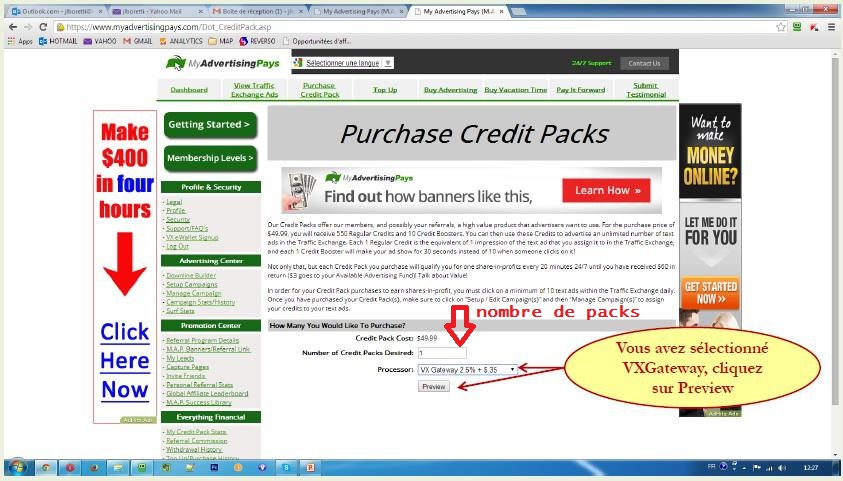 Outlook.com - jlboretti@
jlboretti - Yahoo Mail
Boîte de réception (1) - jl
My Advertising Pays (M.A
My Advertising Pays (M.A
https://www.myadvertisingpays.com/Dot_CreditPack.asp
Apps
HOTMAIL
YAHOO
GMAIL
ANALYTICS
MAP
REVERSO
Opportunitées d'aff...
MyAdvertisingPays
Sélectionner une langue
24/7 Support
Contact Us
Dashboard
View Traffic
Exchange Ads
Purchase
Credit Pack
Top Up
Buy Advertising
Buy Vacation Time
Pay It Forward
Submit
Testimonial
Make
$400
in four
hours
Click
Here
Now
Ad Hits Ads
Getting Started >
Membership Levels >
Profile & Security
- Legal
- Profile
- Security
- Support/FAQ's
- VX eWallet Signup
- Log Out
Advertising Center
- Downline Builder
- Setup Campaigns
- Manage Campaign
- Campaign Stats/History
- Surf Stats
Promotion Center
- Referral Program Details
- M.A.P. Banners/Referral Link
- My Leads
- Capture Pages
- Invite Friends
- Personal Referral Stats
- Global Affiliate Leaderboard
- M.A.P. Success Library
Everything Financial
- My Credit Pack Stats
- Referral Commission
- Withdrawal History
- Top Up/Purchase History
Purchase Credit Packs
MyAdvertisingPays
Find out how banners like this,
Learn How »
Our Credit Packs offer our members, and possibly your referrals, a high value product that advertisers want to use. For the purchase price of
$49.99, you will receive 550 Regular Credits and 10 Credit Boosters. You can then use these Credits to advertise an unlimited number of text
ads in the Traffic Exchange. Each 1 Regular Credit is the equivalent of 1 impression of the text ad that you assign it to in the Traffic Exchange,
and each 1 Credit Booster will make your ad show for 30 seconds instead of 10 when someone clicks on it!
Not only that, but each Credit Pack you purchase will qualify you for one share-in-profits every 20 minutes 24/7 until you have received $60 in
return ($3 goes to your Available Advertising Fund)! Talk about Value!
In order for your Credit Pack purchases to earn shares-in-profit, you must click on a minimum of 10 text ads within the Traffic Exchange daily.
Once you have purchased your Credit Pack(s), make sure to click on "Setup / Edit Campaign(s)" and then "Manage Campaign(s)" to assign
your credits to your text ads.
nombre de packs
How Many You Would Like To Purchase?
Credit Pack Cost: $49.99
Number of Credit Packs Desired: 1
Processor: VX Gateway 2.5% + $.35
Preview
Vous avez sélectionné
VXGateway, cliquez
sur Preview
Want to
make
MONEY
ONLINE?
LET ME DO IT
FOR YOU
GET STARTED
NOW >>
Ad Hits Ads
FR
12:27